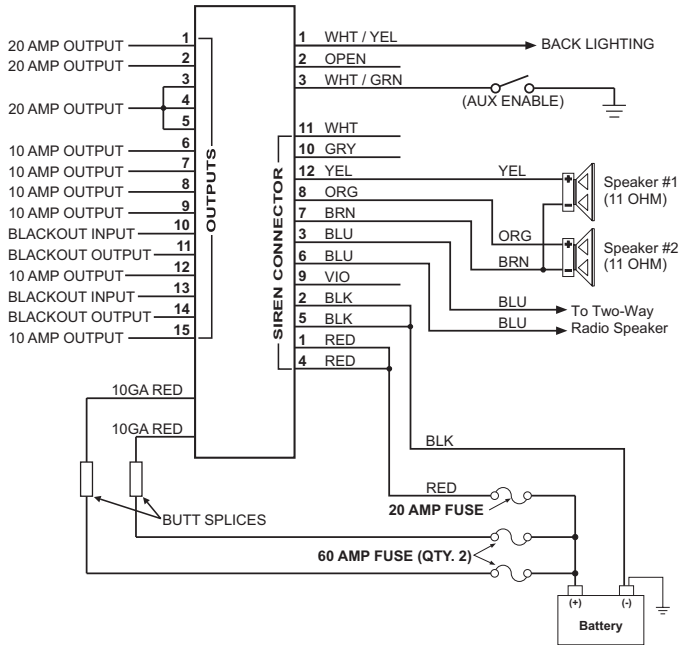 20 AMP OUTPUT 1
20 AMP OUTPUT 2
3
20 AMP OUTPUT 4
5
10 AMP OUTPUT 6
10 AMP OUTPUT 7
10 AMP OUTPUT 8
10 AMP OUTPUT 9
BLACKOUT INPUT 10
BLACKOUT OUTPUT 11
10 AMP OUTPUT 12
BLACKOUT INPUT 13
BLACKOUT OUTPUT 14
10 AMP OUTPUT 15
OUTPUTS
1 WHT / YEL BACK LIGHTING
2 OPEN
3 WHT / GRN
(AUX ENABLE)
SIREN CONNECTOR
11 WHT
10 GRY
12 YEL YEL
8 ORG
7 BRN
3 BLU
6 BLU
9 VIO
2 BLK
5 BLK
1 RED
4 RED
+
-
Speaker #1
(11 OHM)
ORG
BRN
+
-
Speaker #2
(11 OHM)
BLU
BLU
To Two-Way
Radio Speaker
10GA RED
10GA RED
BUTT SPLICES
BLK
RED
20 AMP FUSE
60 AMP FUSE (QTY. 2)
(+) (-)
Battery